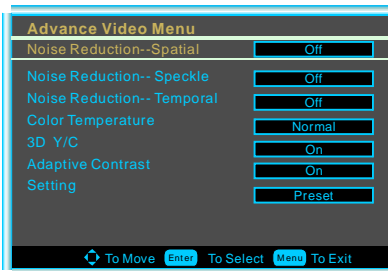 Advance Video Menu
Noise Reduction--Spatial Off
Noise Reduction-- Speckle Off
Noise Reduction-- Temporal Off
Color Temperature Normal
3D Y/C On
Adaptive Contrast On
Setting Preset
To Move Enter To Select Menu To Exit